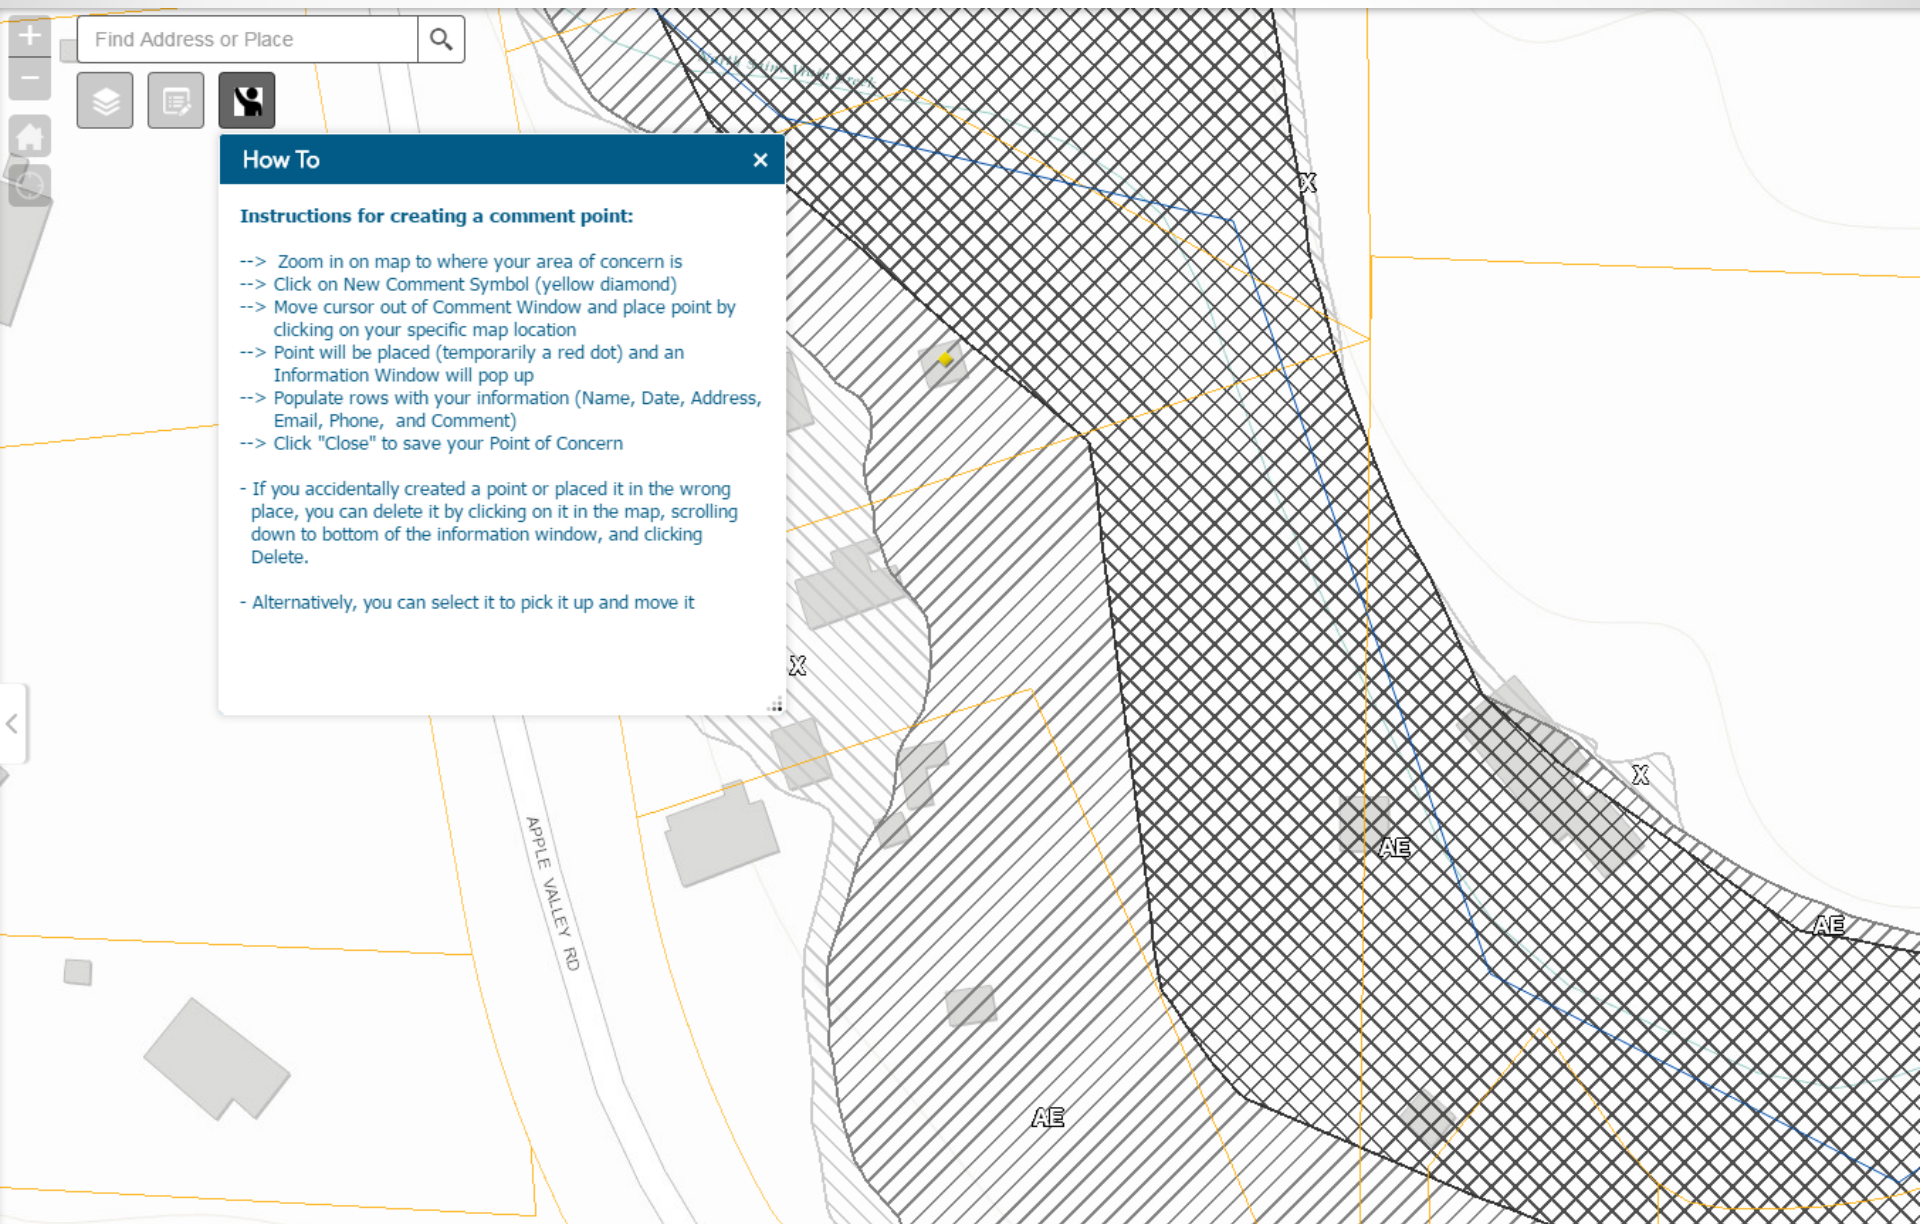 Find Address or Place
How To
Instructions for creating a comment point:
--> Zoom in on map to where your area of concern is
--> Click on New Comment Symbol (yellow diamond)
--> Move cursor out of Comment Window and place point by
clicking on your specific map location
--> Point will be placed (temporarily a red dot) and an
Information Window will pop up
--> Populate rows with your information (Name, Date, Address,
Email, Phone, and Comment)
--> Click "Close" to save your Point of Concern
- If you accidentally created a point or placed it in the wrong
place, you can delete it by clicking on it in the map, scrolling
down to bottom of the information window, and clicking
Delete.
- Alternatively, you can select it to pick it up and move it
North Saint Vrain Creek
X
X
X
AE
AE
APPLE VALLEY RD
AE